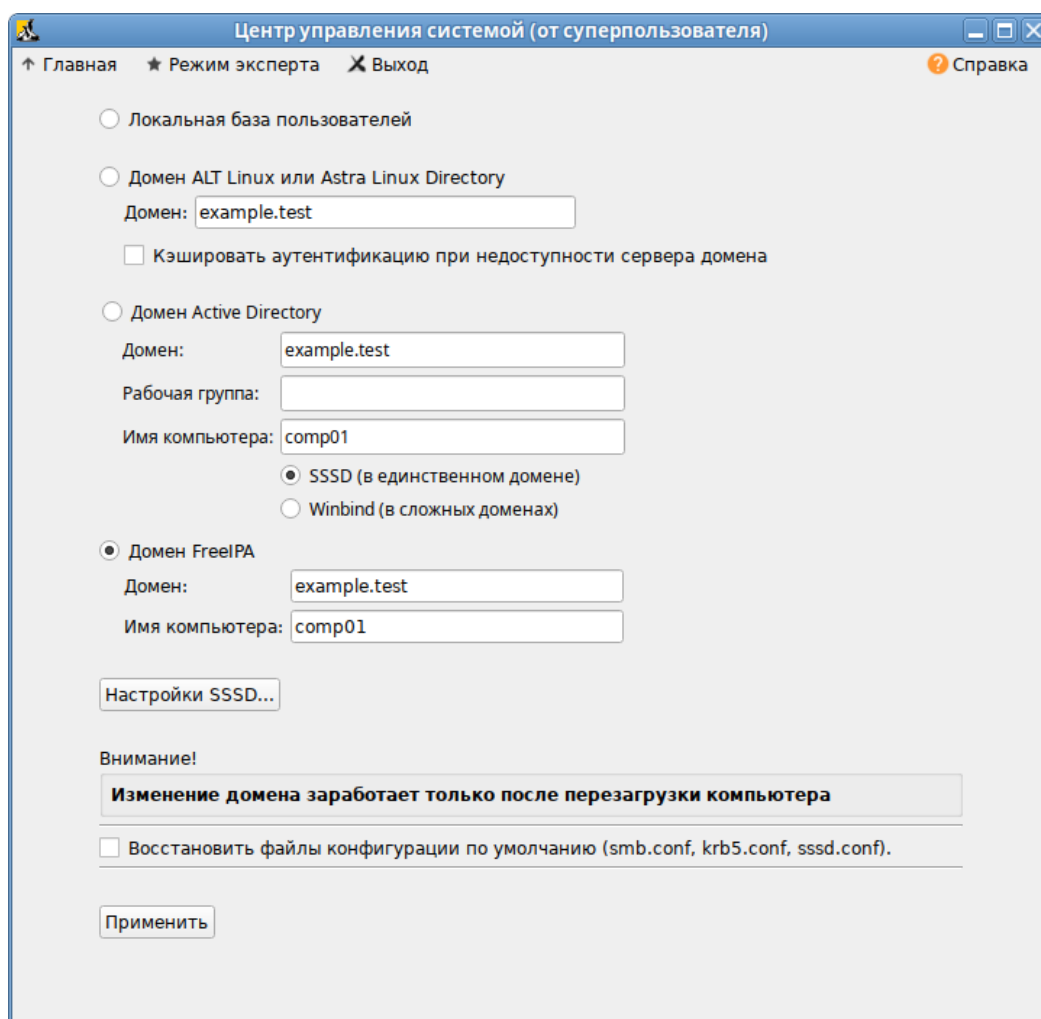 Центр управления системой (от суперпользователя)
Главная Режим эксперта Выход Справка
Локальная база пользователей
Домен ALT Linux или Astra Linux Directory
Домен: example.test
Кэшировать аутентификацию при недоступности сервера домена
Домен Active Directory
Домен: example.test
Рабочая группа:
Имя компьютера: comp01
SSSD (в единственном домене)
Winbind (в сложных доменах)
Домен FreeIPA
Домен: example.test
Имя компьютера: comp01
Настройки SSSD...
Внимание!
Изменение домена заработает только после перезагрузки компьютера
Восстановить файлы конфигурации по умолчанию (smb.conf, krb5.conf, sssd.conf).
Применить